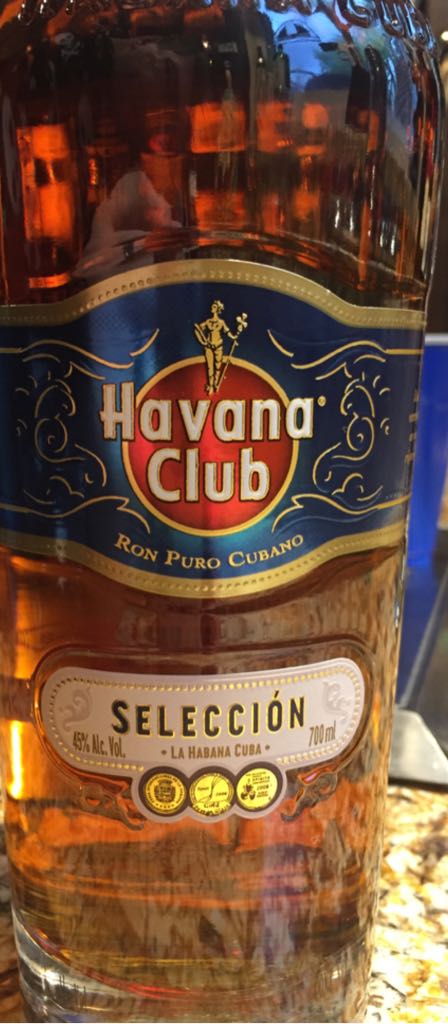 Havana
Club
RON PURO CUBANO
SELECCIÓN
45% Alc. Vol.
• LA HABANA CUBA •
700 ml